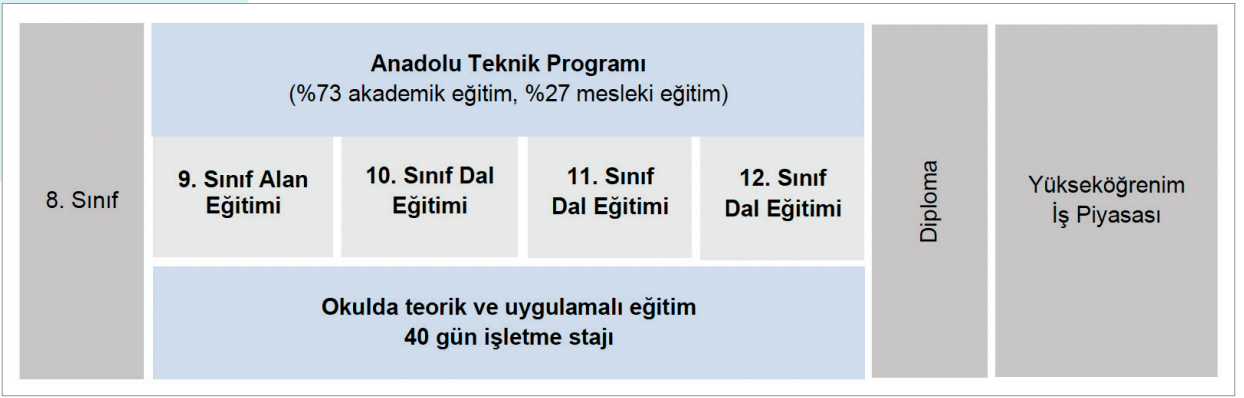 8. Sınıf
Anadolu Teknik Programı
(%73 akademik eğitim, %27 mesleki eğitim)
9. Sınıf Alan
Eğitimi
10. Sınıf Dal
Eğitimi
11. Sınıf
Dal Eğitimi
12. Sınıf
Dal Eğitimi
Okulda teorik ve uygulamalı eğitim
40 gün işletme stajı
Diploma
Yükseköğrenim
İş Piyasası